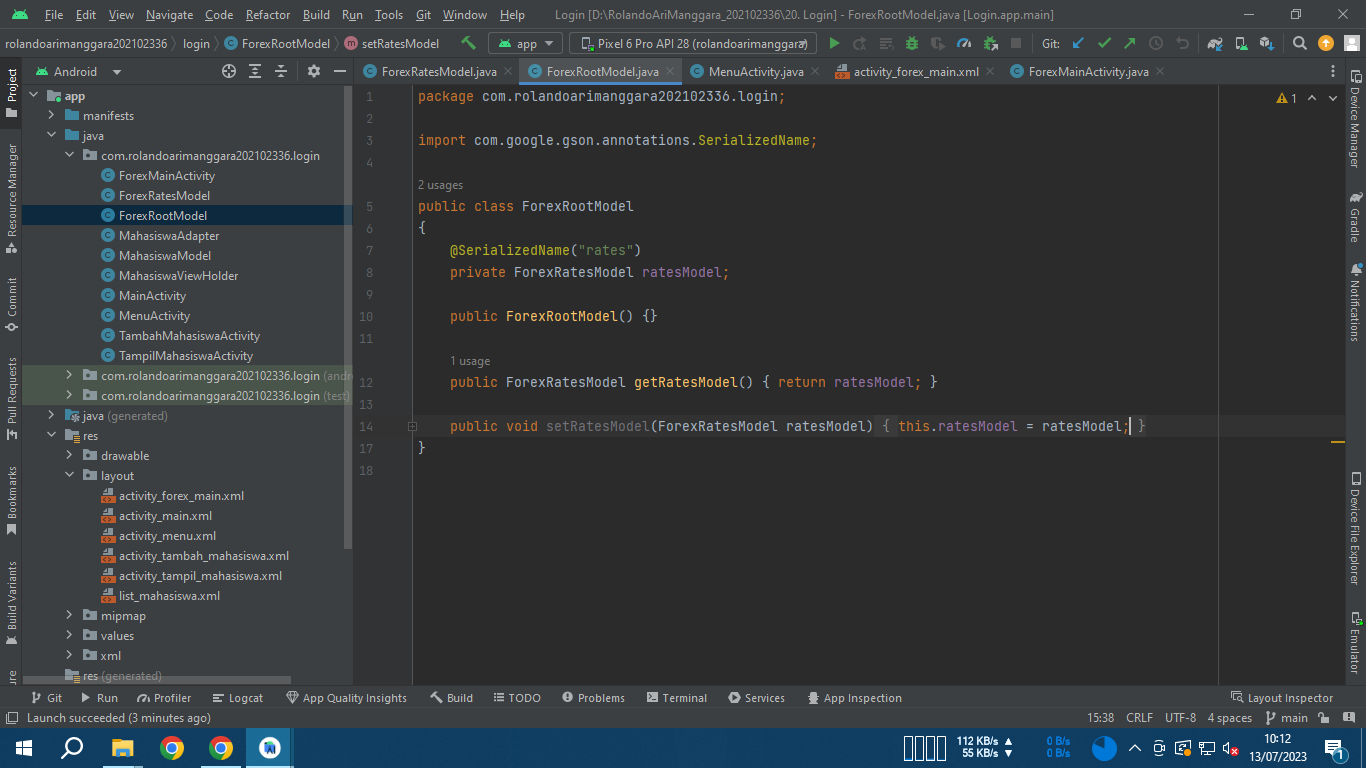 File Edit View Navigate Code Refactor Build Run Tools Git Window Help Login [D:\RolandoAriManggara_202102336\20. Login] - ForexRootModel.java [Login.app.main]
rolandoarimanggara202102336 login ForexRootModel setRatesModel app Pixel 6 Pro API 28 (rolandoarimanggara) Git:
Android ForexRatesModel.java ForexRootModel.java MenuActivity.java activity_forex_main.xml ForexMainActivity.java
Project
Resource Manager
Commit
Pull Requests
Bookmarks
Build Variants
app
manifests
java
com.rolandoarimanggara202102336.login
ForexMainActivity
ForexRatesModel
ForexRootModel
MahasiswaAdapter
MahasiswaModel
MahasiswaViewHolder
MainActivity
MenuActivity
TambahMahasiswaActivity
TampilMahasiswaActivity
com.rolandoarimanggara202102336.login (andr
com.rolandoarimanggara202102336.login (test)
java (generated)
res
drawable
layout
activity_forex_main.xml
activity_main.xml
activity_menu.xml
activity_tambah_mahasiswa.xml
activity_tampil_mahasiswa.xml
list_mahasiswa.xml
mipmap
values
xml
res (generated)
1 package com.rolandoarimanggara202102336.login;
2
3 import com.google.gson.annotations.SerializedName;
4
2 usages
5 public class ForexRootModel
6 {
7 @SerializedName("rates")
8 private ForexRatesModel ratesModel;
9
10 public ForexRootModel() {}
11
1 usage
12 public ForexRatesModel getRatesModel() { return ratesModel; }
13
14 public void setRatesModel(ForexRatesModel ratesModel) { this.ratesModel = ratesModel; }
17 }
18
1
Device Manager
Gradle
Notifications
Device File Explorer
Emulator
Git Run Profiler Logcat App Quality Insights Build TODO Problems Terminal Services App Inspection Layout Inspector
Launch succeeded (3 minutes ago) 15:38 CRLF UTF-8 4 spaces main
112 KB/s 0 B/s 10:12
55 KB/s 0 B/s 13/07/2023 1